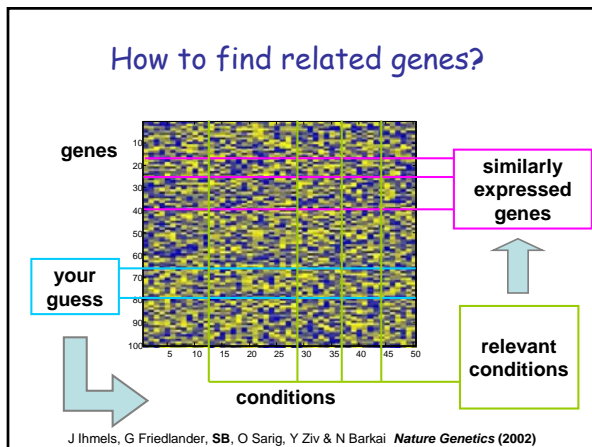 How to find related genes?
genes
10
20
30
40
50
60
70
80
90
100
5 10 15 20 25 30 35 40 45 50
conditions
your
guess
similarly
expressed
genes
relevant
conditions
J Ihmels, G Friedlander, SB, O Sarig, Y Ziv & N Barkai Nature Genetics (2002)